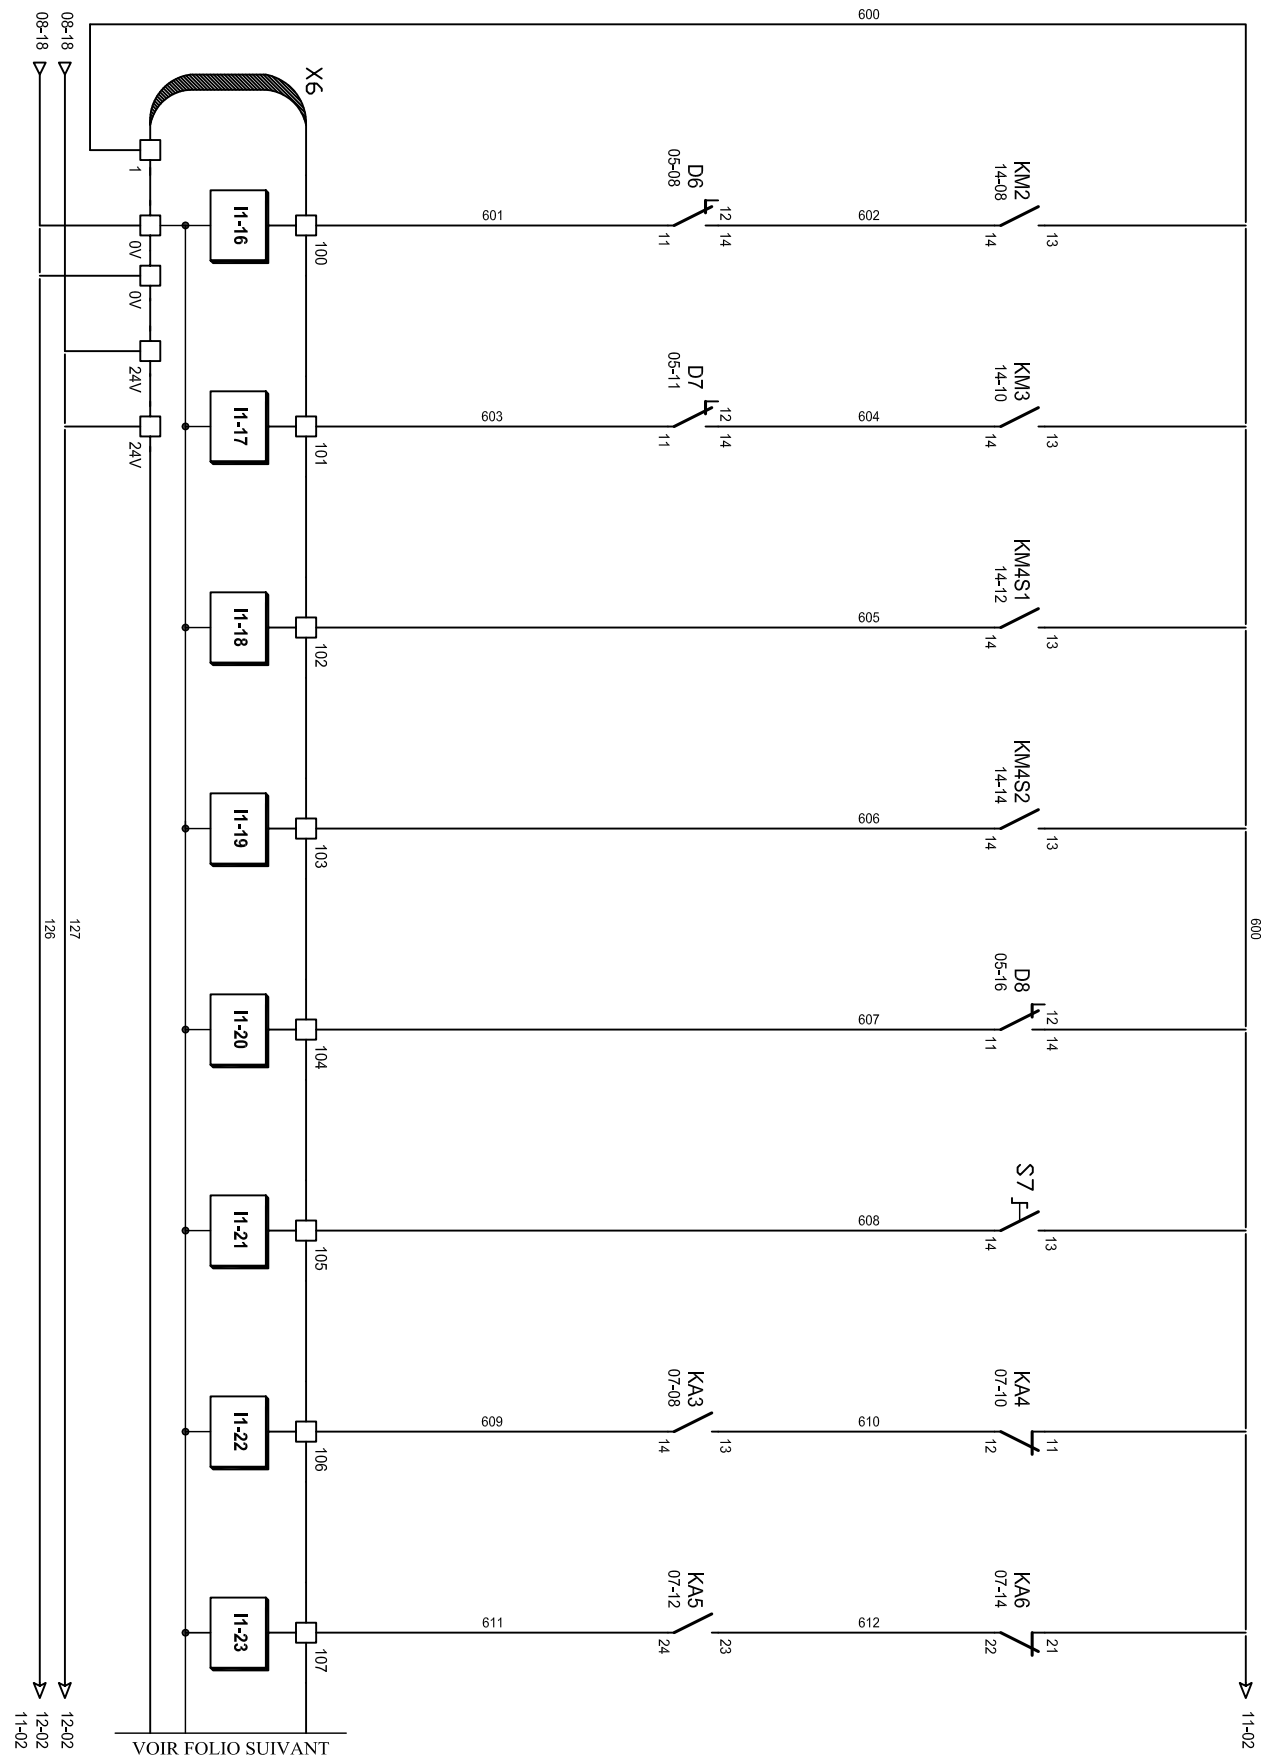 600
600
11-02
KM2
14-08
13
14
602
D6
05-08
12
14
11
601
100
I1-16
KM3
14-10
13
14
604
D7
05-11
12
14
11
603
101
I1-17
KM4S1
14-12
13
14
605
102
I1-18
KM4S2
14-14
13
14
606
103
I1-19
D8
05-16
12
14
11
607
104
I1-20
S7
13
14
608
105
I1-21
KA4
07-10
11
12
610
KA3
07-08
13
14
609
106
I1-22
KA6
07-14
21
22
612
KA5
07-12
23
24
611
107
I1-23
X6
1
0V
0V
24V
24V
08-18
127
12-02
08-18
126
12-02
11-02
VOIR FOLIO SUIVANT